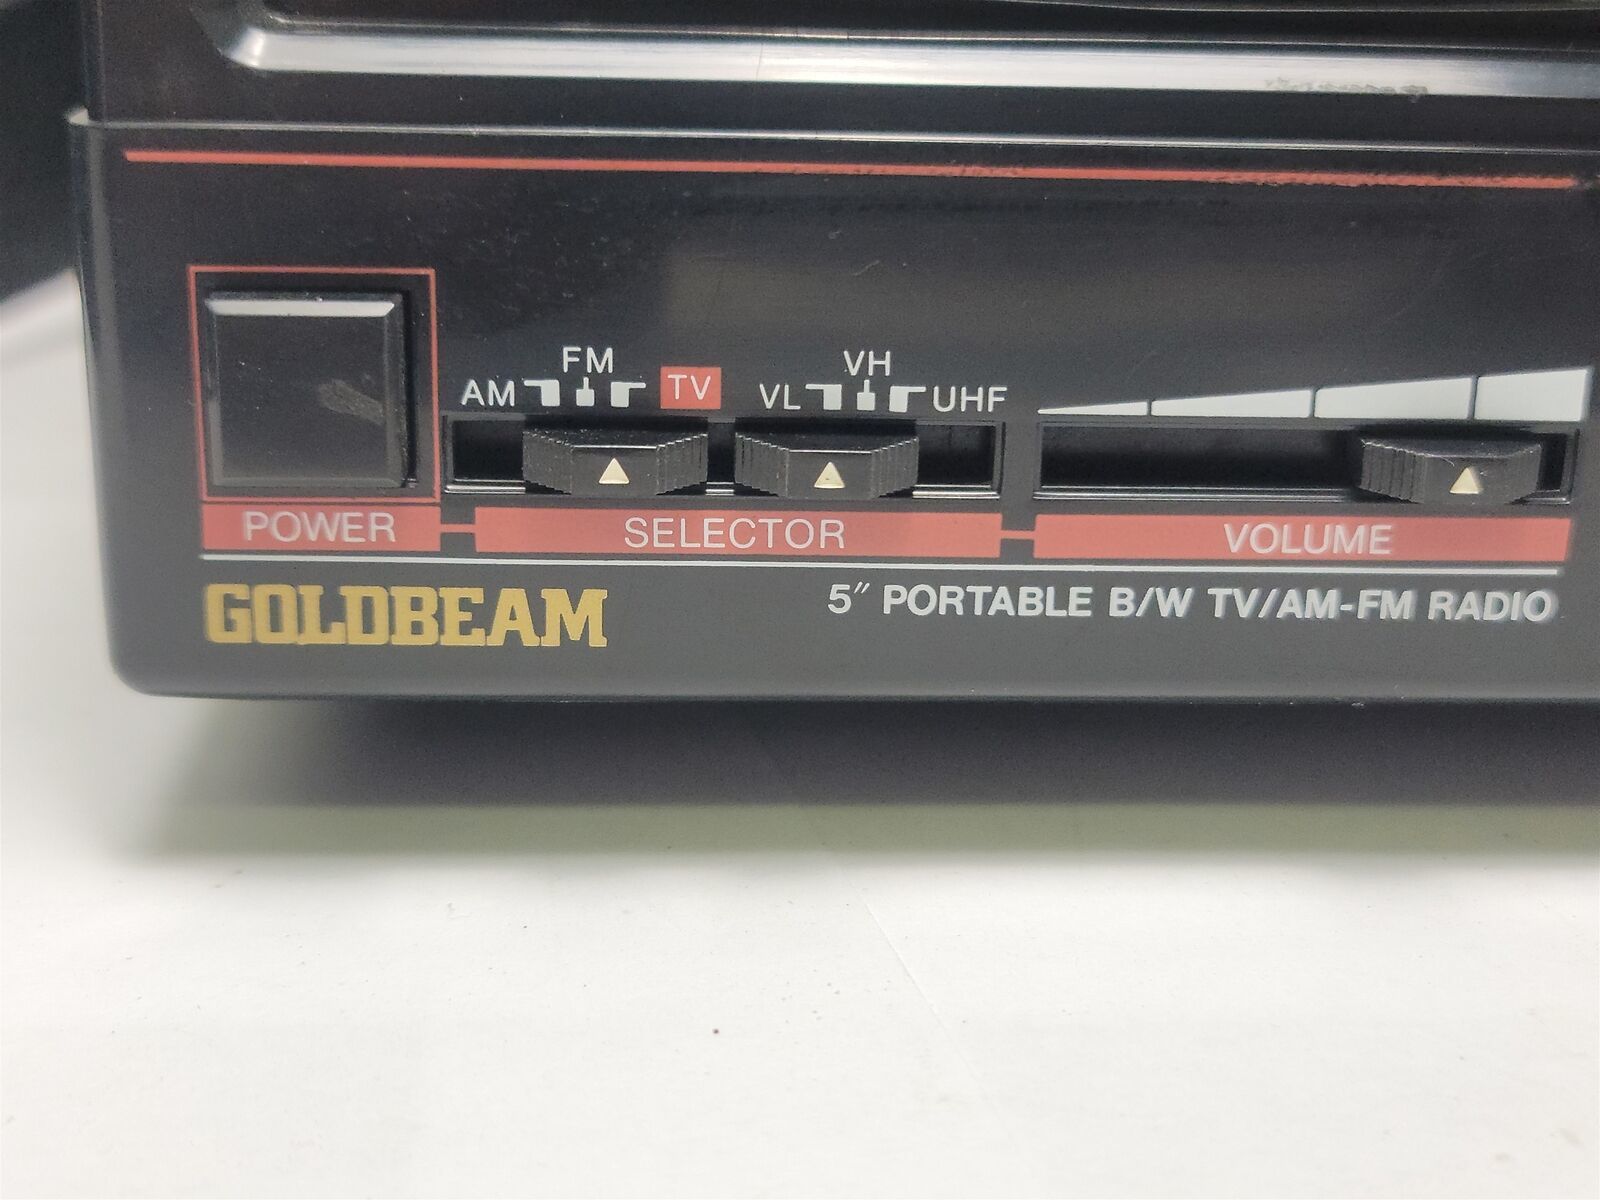 FM
AM
TV
VH
VL
UHF
POWER
SELECTOR
VOLUME
GOLDBEAM
5" PORTABLE B/W TV/AM-FM RADIO